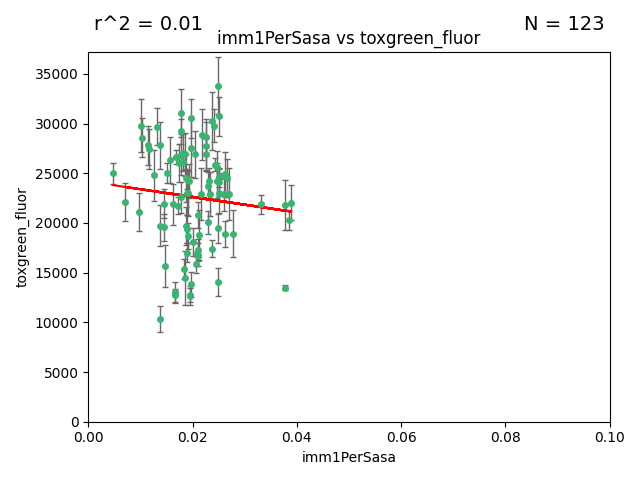 r^2 = 0.01
N = 123
imm1PerSasa vs toxgreen_fluor
35000
30000
25000
20000
15000
10000
5000
0
toxgreen_fluor
0.00 0.02 0.04 0.06 0.08 0.10
imm1PerSasa